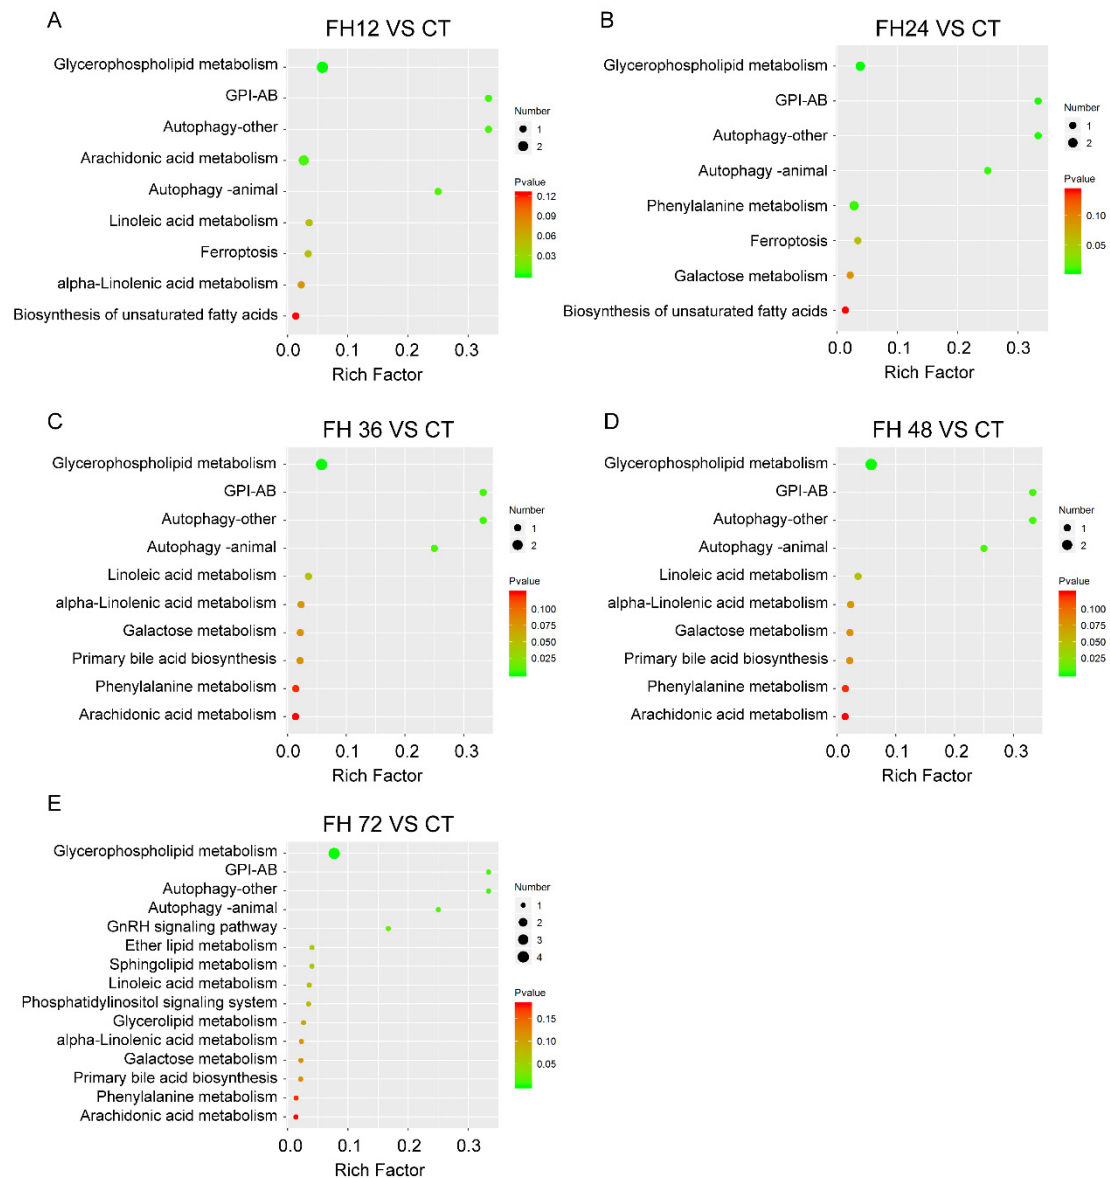 A
FH12 VS CT
Glycerophospholipid metabolism
GPI-AB
Autophagy-other
Arachidonic acid metabolism
Autophagy -animal
Linoleic acid metabolism
Ferroptosis
alpha-Linolenic acid metabolism
Biosynthesis of unsaturated fatty acids
0.0 0.1 0.2 0.3
Rich Factor
Number
1
2
Pvalue
0.12
0.09
0.06
0.03
B
FH24 VS CT
Glycerophospholipid metabolism
GPI-AB
Autophagy-other
Autophagy -animal
Phenylalanine metabolism
Ferroptosis
Galactose metabolism
Biosynthesis of unsaturated fatty acids
0.0 0.1 0.2 0.3
Rich Factor
Number
1
2
Pvalue
0.10
0.05
C
FH 36 VS CT
Glycerophospholipid metabolism
GPI-AB
Autophagy-other
Autophagy -animal
Linoleic acid metabolism
alpha-Linolenic acid metabolism
Galactose metabolism
Primary bile acid biosynthesis
Phenylalanine metabolism
Arachidonic acid metabolism
0.0 0.1 0.2 0.3
Rich Factor
Number
1
2
Pvalue
0.100
0.075
0.050
0.025
D
FH 48 VS CT
Glycerophospholipid metabolism
GPI-AB
Autophagy-other
Autophagy -animal
Linoleic acid metabolism
alpha-Linolenic acid metabolism
Galactose metabolism
Primary bile acid biosynthesis
Phenylalanine metabolism
Arachidonic acid metabolism
0.0 0.1 0.2 0.3
Rich Factor
Number
1
2
Pvalue
0.100
0.075
0.050
0.025
E
FH 72 VS CT
Glycerophospholipid metabolism
GPI-AB
Autophagy-other
Autophagy -animal
GnRH signaling pathway
Ether lipid metabolism
Sphingolipid metabolism
Linoleic acid metabolism
Phosphatidylinositol signaling system
Glycerolipid metabolism
alpha-Linolenic acid metabolism
Galactose metabolism
Primary bile acid biosynthesis
Phenylalanine metabolism
Arachidonic acid metabolism
0.0 0.1 0.2 0.3
Rich Factor
Number
1
2
3
4
Pvalue
0.15
0.10
0.05